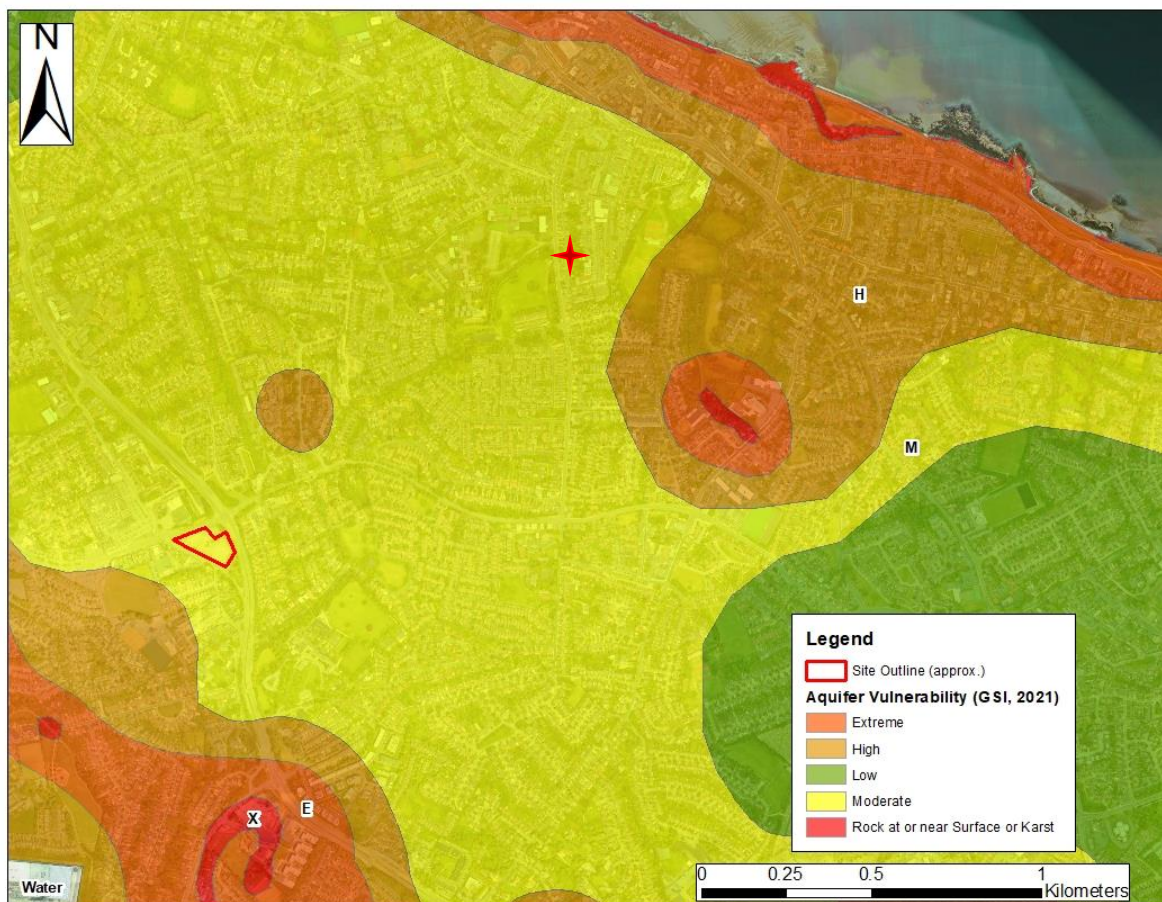 N
H
M
Legend
Site Outline (approx.)
Aquifer Vulnerability (GSI, 2021)
Extreme
High
Low
Moderate
Rock at or near Surface or Karst
E
X
Water
0 0.25 0.5 1
Kilometers